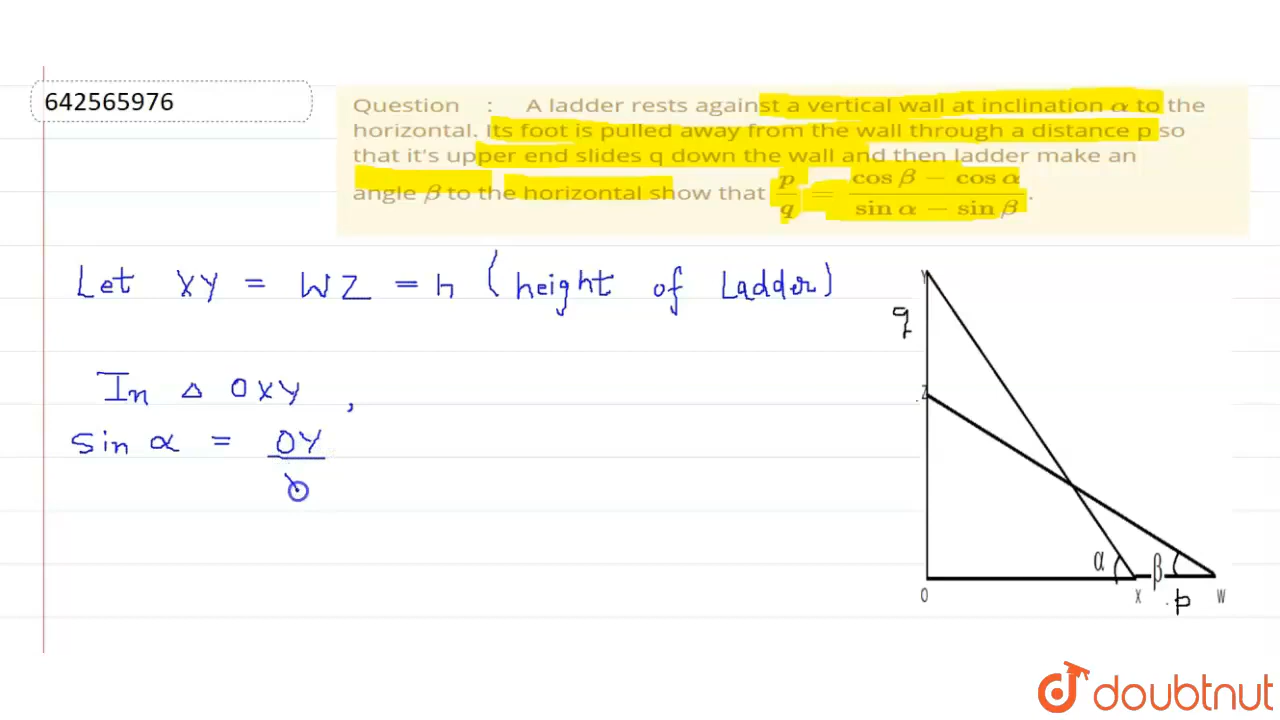 642565976
Question : A ladder rests against a vertical wall at inclination α to the
horizontal. Its foot is pulled away from the wall through a distance p so
that it's upper end slides q down the wall and then ladder make an
angle β to the horizontal show that p/q = (cos β − cos α)/(sin α − sin β).
Let XY = WZ = h (height of Ladder)
In △ OXY,
Sin α = OY
Y
q
Z
α
β
O
X
p
W
doubtnut